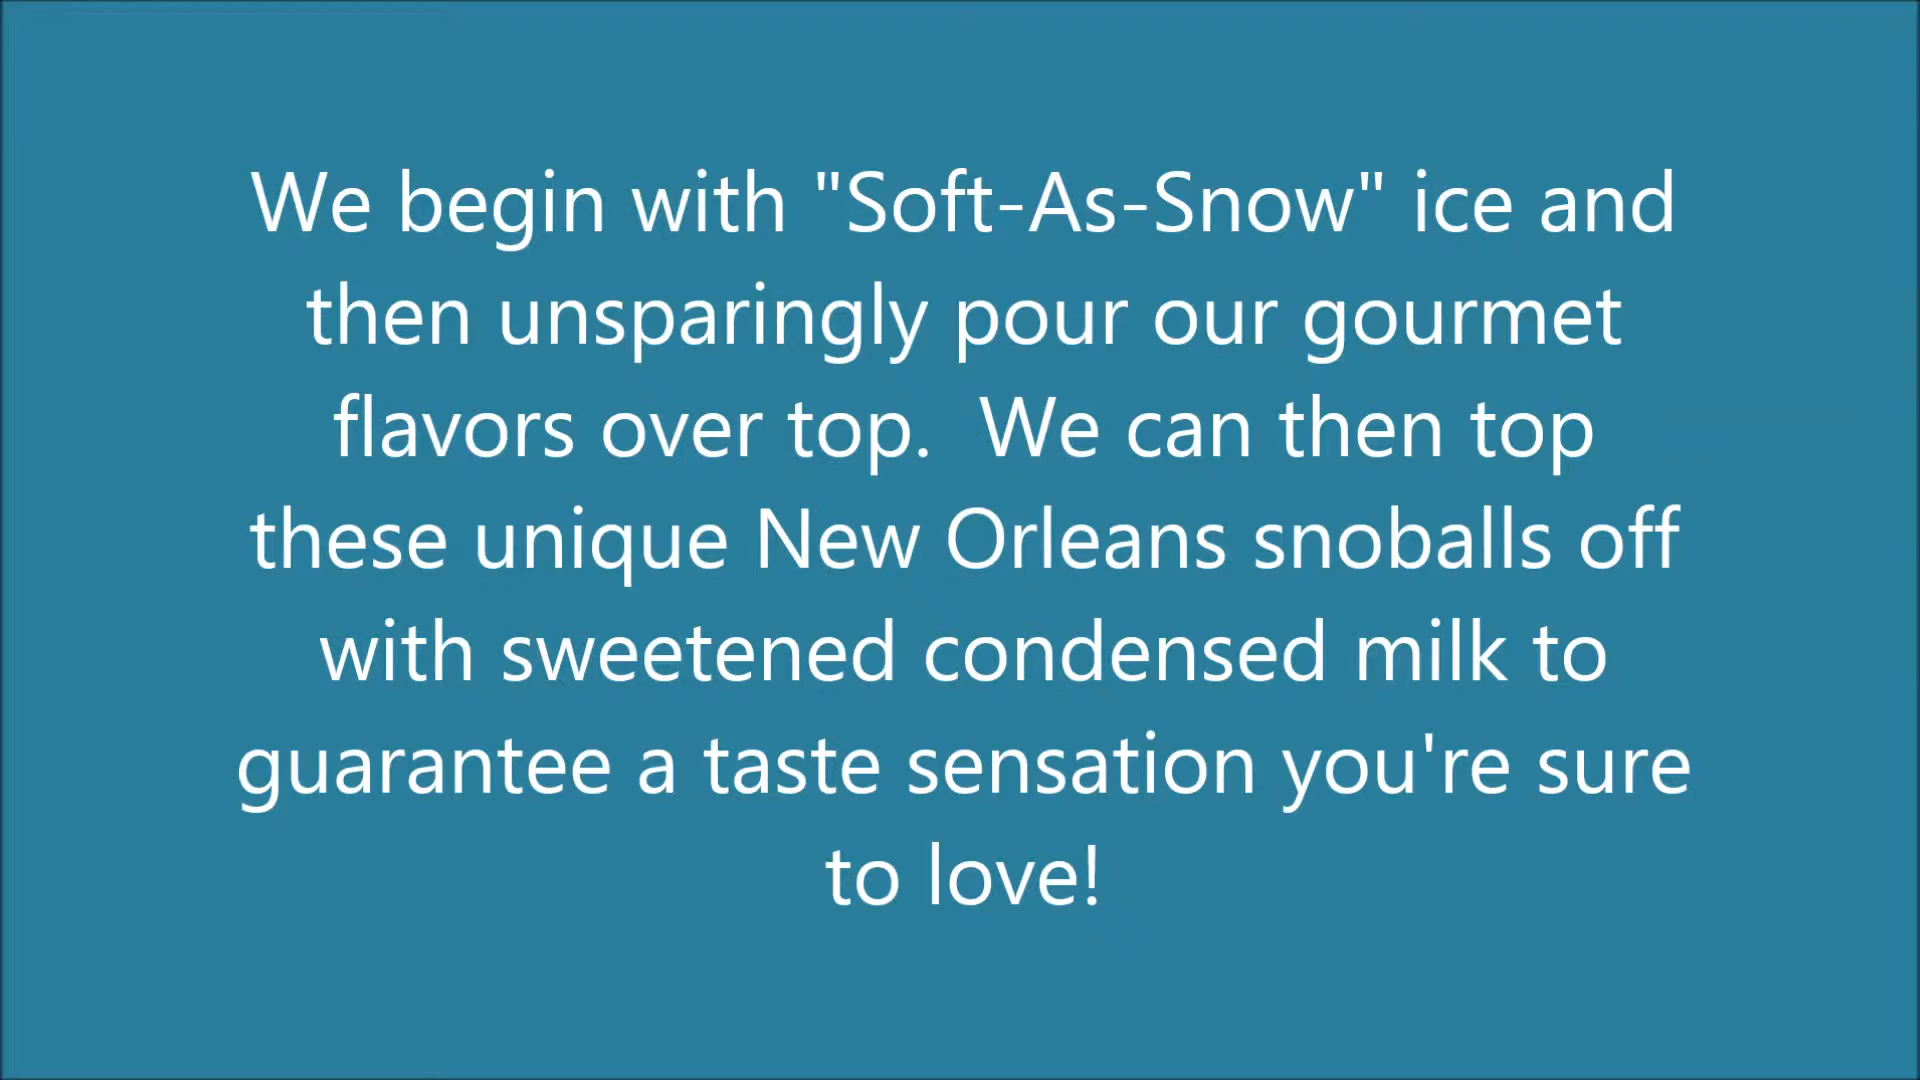 We begin with "Soft-As-Snow" ice and
then unsparingly pour our gourmet
flavors over top.  We can then top
these unique New Orleans snoballs off
with sweetened condensed milk to
guarantee a taste sensation you're sure
to love!